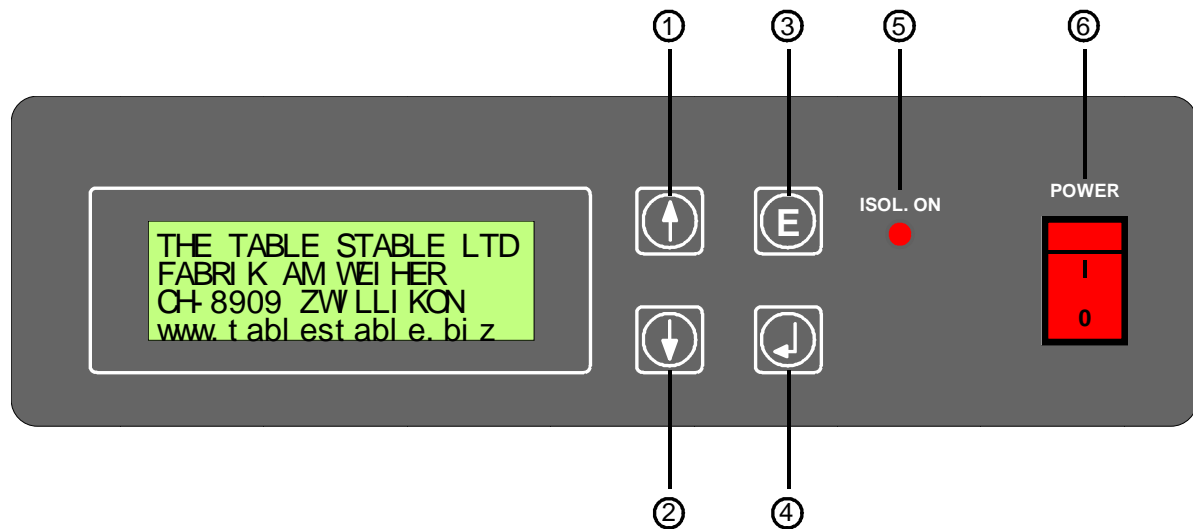 ① ③ ⑤ ⑥
POWER
ISOL. ON
E
THE TABLE STABLE LTD
FABRIK AM WEIHER
CH-8909 ZWILLIKON
www.tablestable.biz
I
0
② ④